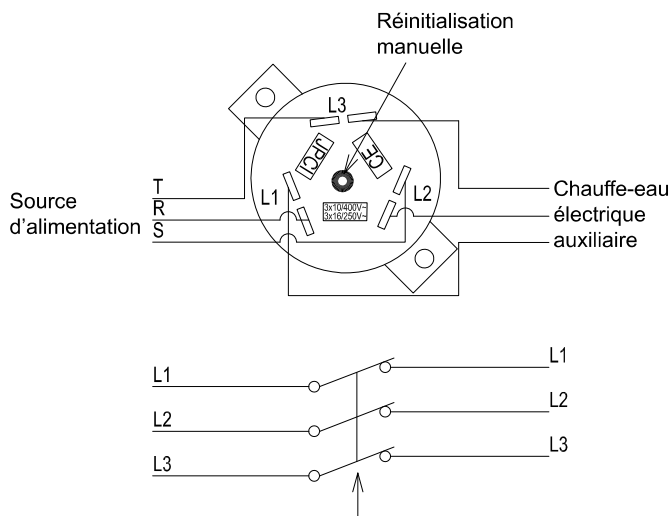 Réinitialisation
manuelle
L3
JPCI
CE
T
L1
L2
Source
d'alimentation
R
S
3x10/400V~
3x16/250V~
Chauffe-eau
électrique
auxiliaire
L1
L1
L2
L2
L3
L3